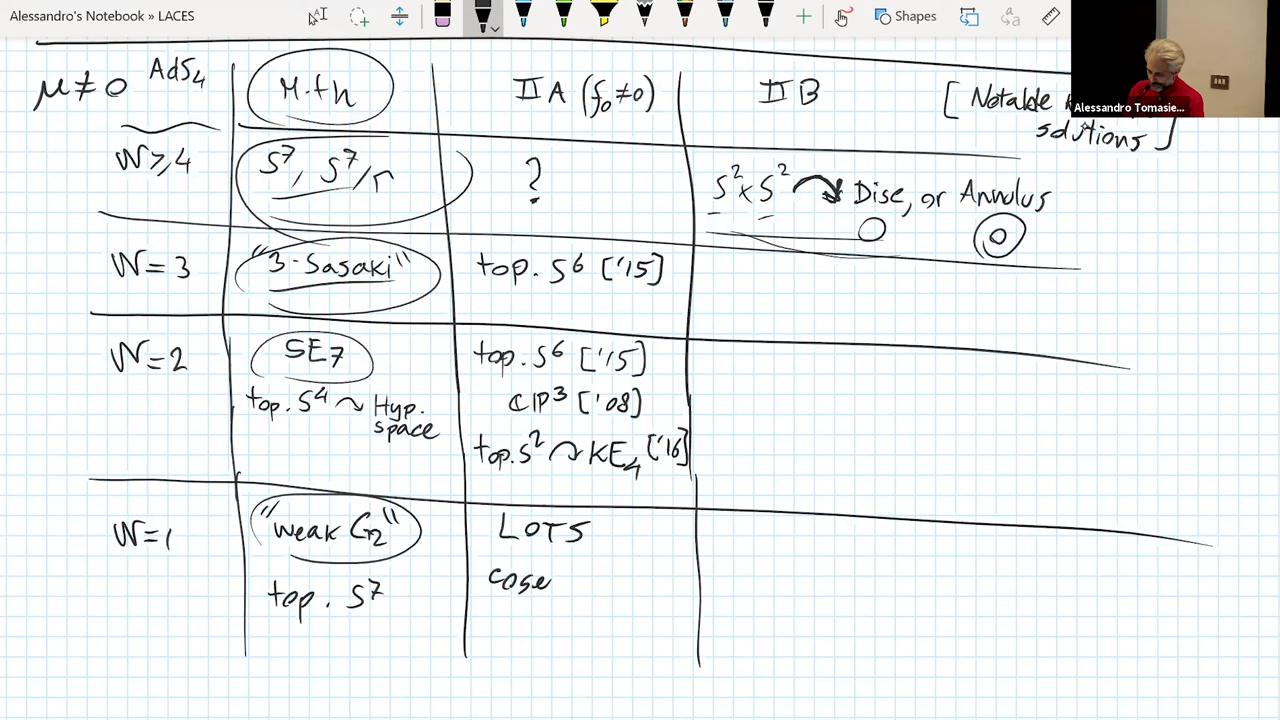 Alessandro's Notebook » LACES
Shapes
Alessandro Tomasie...
μ≠0 AdS₄ M-th IIA (f₀≠0) IIB [Notable
solutions]
N≥4 S⁷, S⁷/Γ ? S²×S² Disc, or Annulus
N=3 "3-Sasaki" top. S⁶ ['15]
N=2 SE₇ top. S⁶ ['15]
top. S⁴ Hyp. space CIP³ ['08]
top. S² KE₄ ['16]
N=1 "weak G₂" LOTS
top. S⁷ cose